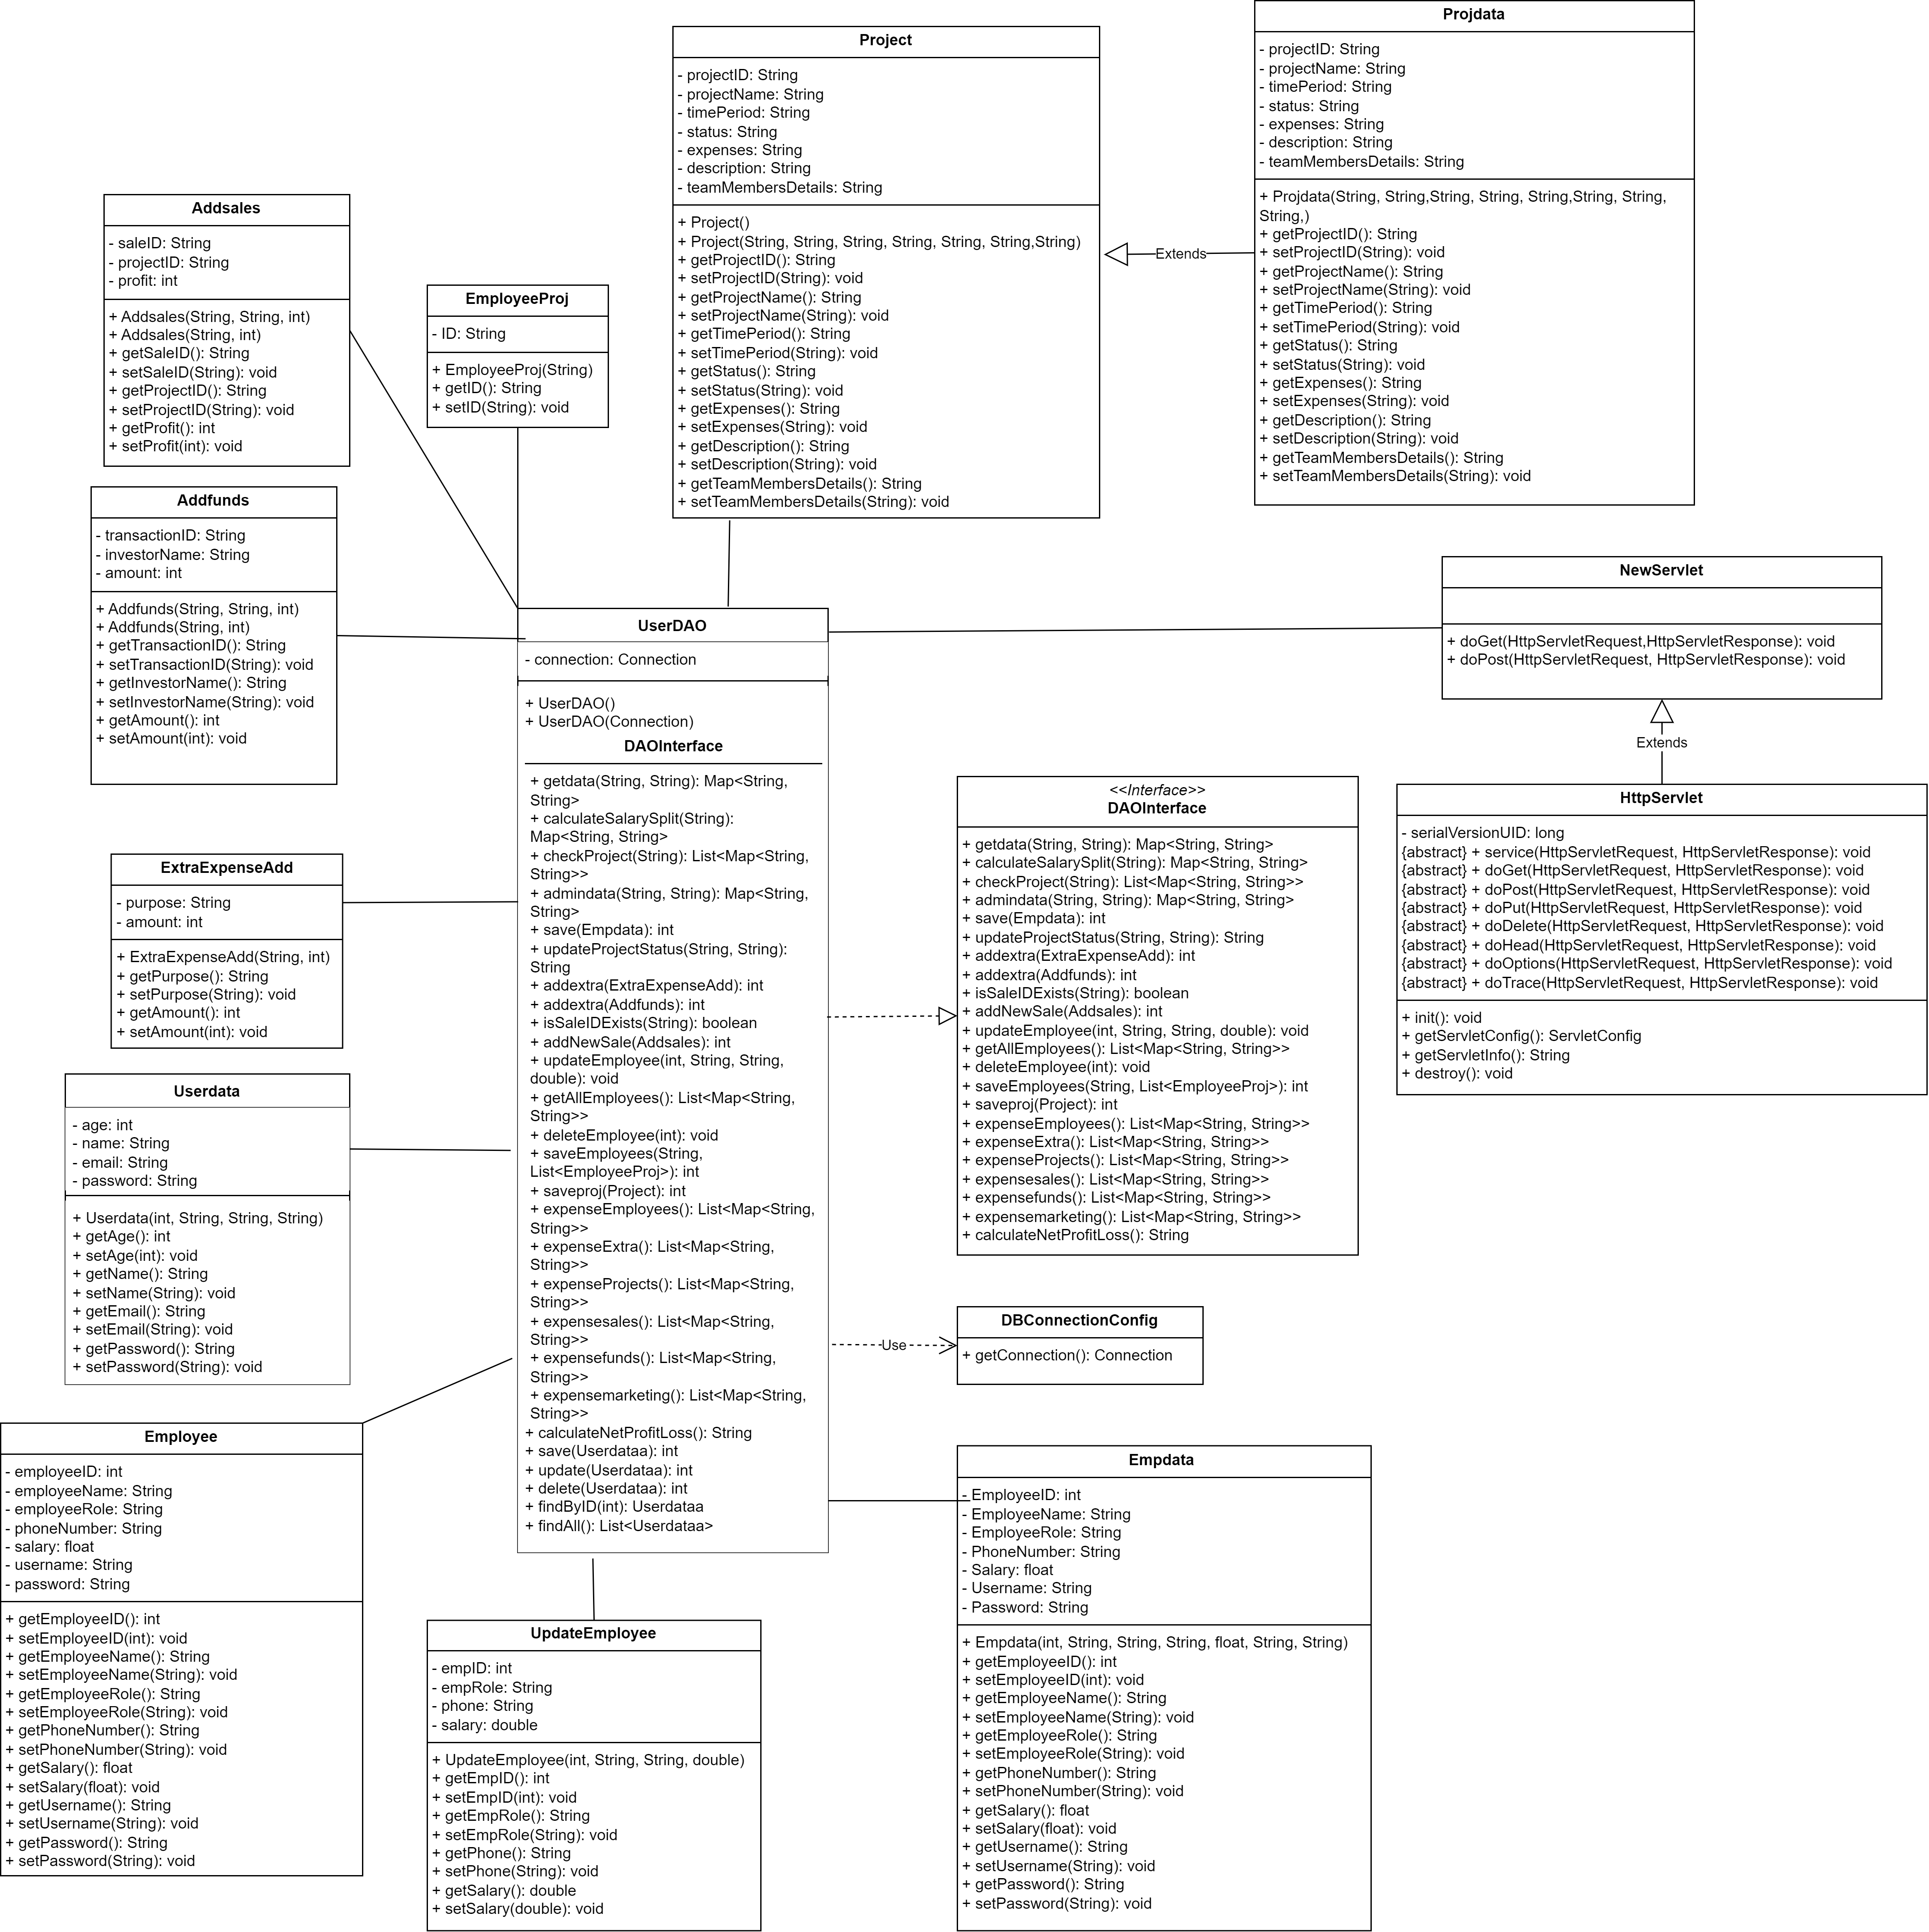 Project
- projectID: String
- projectName: String
- timePeriod: String
- status: String
- expenses: String
- description: String
- teamMembersDetails: String
+ Project()
+ Project(String, String, String, String, String, String,String)
+ getProjectID(): String
+ setProjectID(String): void
+ getProjectName(): String
+ setProjectName(String): void
+ getTimePeriod(): String
+ setTimePeriod(String): void
+ getStatus(): String
+ setStatus(String): void
+ getExpenses(): String
+ setExpenses(String): void
+ getDescription(): String
+ setDescription(String): void
+ getTeamMembersDetails(): String
+ setTeamMembersDetails(String): void
Extends
Projdata
- projectID: String
- projectName: String
- timePeriod: String
- status: String
- expenses: String
- description: String
- teamMembersDetails: String
+ Projdata(String, String,String, String, String,String, String,
String,)
+ getProjectID(): String
+ setProjectID(String): void
+ getProjectName(): String
+ setProjectName(String): void
+ getTimePeriod(): String
+ setTimePeriod(String): void
+ getStatus(): String
+ setStatus(String): void
+ getExpenses(): String
+ setExpenses(String): void
+ getDescription(): String
+ setDescription(String): void
+ getTeamMembersDetails(): String
+ setTeamMembersDetails(String): void
Addsales
- saleID: String
- projectID: String
- profit: int
+ Addsales(String, String, int)
+ Addsales(String, int)
+ getSaleID(): String
+ setSaleID(String): void
+ getProjectID(): String
+ setProjectID(String): void
+ getProfit(): int
+ setProfit(int): void
EmployeeProj
- ID: String
+ EmployeeProj(String)
+ getID(): String
+ setID(String): void
Addfunds
- transactionID: String
- investorName: String
- amount: int
+ Addfunds(String, String, int)
+ Addfunds(String, int)
+ getTransactionID(): String
+ setTransactionID(String): void
+ getInvestorName(): String
+ setInvestorName(String): void
+ getAmount(): int
+ setAmount(int): void
UserDAO
- connection: Connection
+ UserDAO()
+ UserDAO(Connection)
DAOInterface
+ getdata(String, String): Map<String,
String>
+ calculateSalarySplit(String):
Map<String, String>
+ checkProject(String): List<Map<String,
String>>
+ admindata(String, String): Map<String,
String>
+ save(Empdata): int
+ updateProjectStatus(String, String):
String
+ addextra(ExtraExpenseAdd): int
+ addextra(Addfunds): int
+ isSaleIDExists(String): boolean
+ addNewSale(Addsales): int
+ updateEmployee(int, String, String,
double): void
+ getAllEmployees(): List<Map<String,
String>>
+ deleteEmployee(int): void
+ saveEmployees(String,
List<EmployeeProj>): int
+ saveproj(Project): int
+ expenseEmployees(): List<Map<String,
String>>
+ expenseExtra(): List<Map<String,
String>>
+ expenseProjects(): List<Map<String,
String>>
+ expensesales(): List<Map<String,
String>>
+ expensefunds(): List<Map<String,
String>>
+ expensemarketing(): List<Map<String,
String>>
+ calculateNetProfitLoss(): String
+ save(Userdataa): int
+ update(Userdataa): int
+ delete(Userdataa): int
+ findByID(int): Userdataa
+ findAll(): List<Userdataa>
NewServlet
+ doGet(HttpServletRequest,HttpServletResponse): void
+ doPost(HttpServletRequest, HttpServletResponse): void
Extends
HttpServlet
- serialVersionUID: long
{abstract} + service(HttpServletRequest, HttpServletResponse): void
{abstract} + doGet(HttpServletRequest, HttpServletResponse): void
{abstract} + doPost(HttpServletRequest, HttpServletResponse): void
{abstract} + doPut(HttpServletRequest, HttpServletResponse): void
{abstract} + doDelete(HttpServletRequest, HttpServletResponse): void
{abstract} + doHead(HttpServletRequest, HttpServletResponse): void
{abstract} + doOptions(HttpServletRequest, HttpServletResponse): void
{abstract} + doTrace(HttpServletRequest, HttpServletResponse): void
+ init(): void
+ getServletConfig(): ServletConfig
+ getServletInfo(): String
+ destroy(): void
<<Interface>>
DAOInterface
+ getdata(String, String): Map<String, String>
+ calculateSalarySplit(String): Map<String, String>
+ checkProject(String): List<Map<String, String>>
+ admindata(String, String): Map<String, String>
+ save(Empdata): int
+ updateProjectStatus(String, String): String
+ addextra(ExtraExpenseAdd): int
+ addextra(Addfunds): int
+ isSaleIDExists(String): boolean
+ addNewSale(Addsales): int
+ updateEmployee(int, String, String, double): void
+ getAllEmployees(): List<Map<String, String>>
+ deleteEmployee(int): void
+ saveEmployees(String, List<EmployeeProj>): int
+ saveproj(Project): int
+ expenseEmployees(): List<Map<String, String>>
+ expenseExtra(): List<Map<String, String>>
+ expenseProjects(): List<Map<String, String>>
+ expensesales(): List<Map<String, String>>
+ expensefunds(): List<Map<String, String>>
+ expensemarketing(): List<Map<String, String>>
+ calculateNetProfitLoss(): String
ExtraExpenseAdd
- purpose: String
- amount: int
+ ExtraExpenseAdd(String, int)
+ getPurpose(): String
+ setPurpose(String): void
+ getAmount(): int
+ setAmount(int): void
Userdata
- age: int
- name: String
- email: String
- password: String
+ Userdata(int, String, String, String)
+ getAge(): int
+ setAge(int): void
+ getName(): String
+ setName(String): void
+ getEmail(): String
+ setEmail(String): void
+ getPassword(): String
+ setPassword(String): void
Use
DBConnectionConfig
+ getConnection(): Connection
Employee
- employeeID: int
- employeeName: String
- employeeRole: String
- phoneNumber: String
- salary: float
- username: String
- password: String
+ getEmployeeID(): int
+ setEmployeeID(int): void
+ getEmployeeName(): String
+ setEmployeeName(String): void
+ getEmployeeRole(): String
+ setEmployeeRole(String): void
+ getPhoneNumber(): String
+ setPhoneNumber(String): void
+ getSalary(): float
+ setSalary(float): void
+ getUsername(): String
+ setUsername(String): void
+ getPassword(): String
+ setPassword(String): void
UpdateEmployee
- empID: int
- empRole: String
- phone: String
- salary: double
+ UpdateEmployee(int, String, String, double)
+ getEmpID(): int
+ setEmpID(int): void
+ getEmpRole(): String
+ setEmpRole(String): void
+ getPhone(): String
+ setPhone(String): void
+ getSalary(): double
+ setSalary(double): void
Empdata
- EmployeeID: int
- EmployeeName: String
- EmployeeRole: String
- PhoneNumber: String
- Salary: float
- Username: String
- Password: String
+ Empdata(int, String, String, String, float, String, String)
+ getEmployeeID(): int
+ setEmployeeID(int): void
+ getEmployeeName(): String
+ setEmployeeName(String): void
+ getEmployeeRole(): String
+ setEmployeeRole(String): void
+ getPhoneNumber(): String
+ setPhoneNumber(String): void
+ getSalary(): float
+ setSalary(float): void
+ getUsername(): String
+ setUsername(String): void
+ getPassword(): String
+ setPassword(String): void